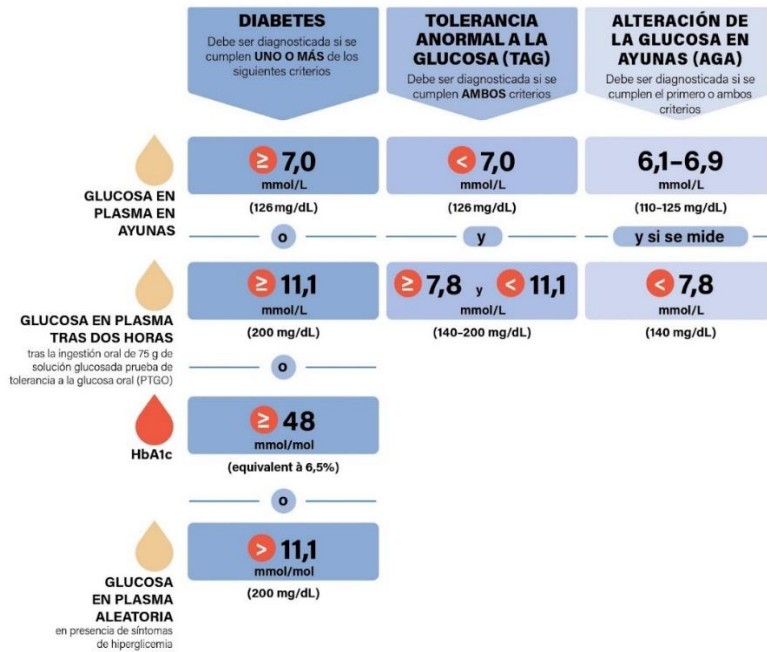 DIABETES
Debe ser diagnosticada si se
cumplen UNO O MÁS de los
siguientes criterios
TOLERANCIA
ANORMAL A LA
GLUCOSA (TAG)
Debe ser diagnosticada si se
cumplen AMBOS criterios
ALTERACIÓN DE
LA GLUCOSA EN
AYUNAS (AGA)
Debe ser diagnosticada si se
cumplen el primero o ambos
criterios
GLUCOSA EN
PLASMA EN
AYUNAS
≥ 7,0
mmol/L
(126 mg/dL)
< 7,0
mmol/L
(126 mg/dL)
6,1–6,9
mmol/L
(110–125 mg/dL)
o
y
y si se mide
GLUCOSA EN PLASMA
TRAS DOS HORAS
tras la ingestión oral de 75 g de
solución glucosada prueba de
tolerancia a la glucosa oral (PTGO)
≥ 11,1
mmol/L
(200 mg/dL)
≥ 7,8 y < 11,1
mmol/L
(140–200 mg/dL)
< 7,8
mmol/L
(140 mg/dL)
o
HbA1c
≥ 48
mmol/mol
(equivalent à 6,5%)
o
GLUCOSA
EN PLASMA
ALEATORIA
en presencia de síntomas
de hiperglicemia
> 11,1
mmol/mol
(200 mg/dL)